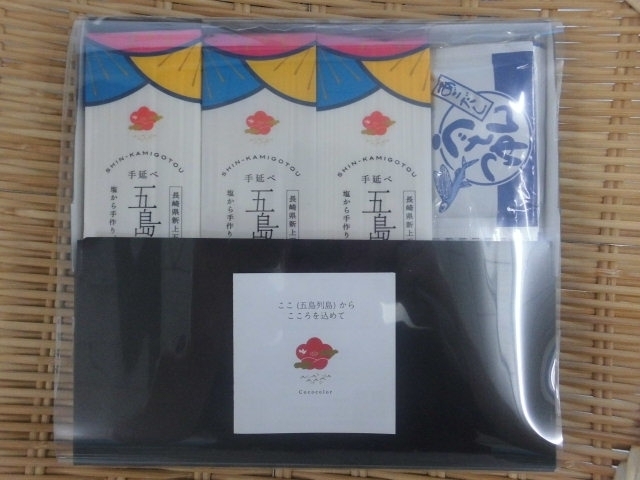 SHIN-KAMIGOTOU
手延べ
五島
長崎県新上五
塩から手作り
SHIN-KAMIGOTOU
手延べ
五島
長崎県新上五
塩から手作り
SHIN-KAMIGOTOU
手延べ
五島
長崎県新上五
塩から手作り
ここ (五島列島) から
こころを込めて
Cococolor